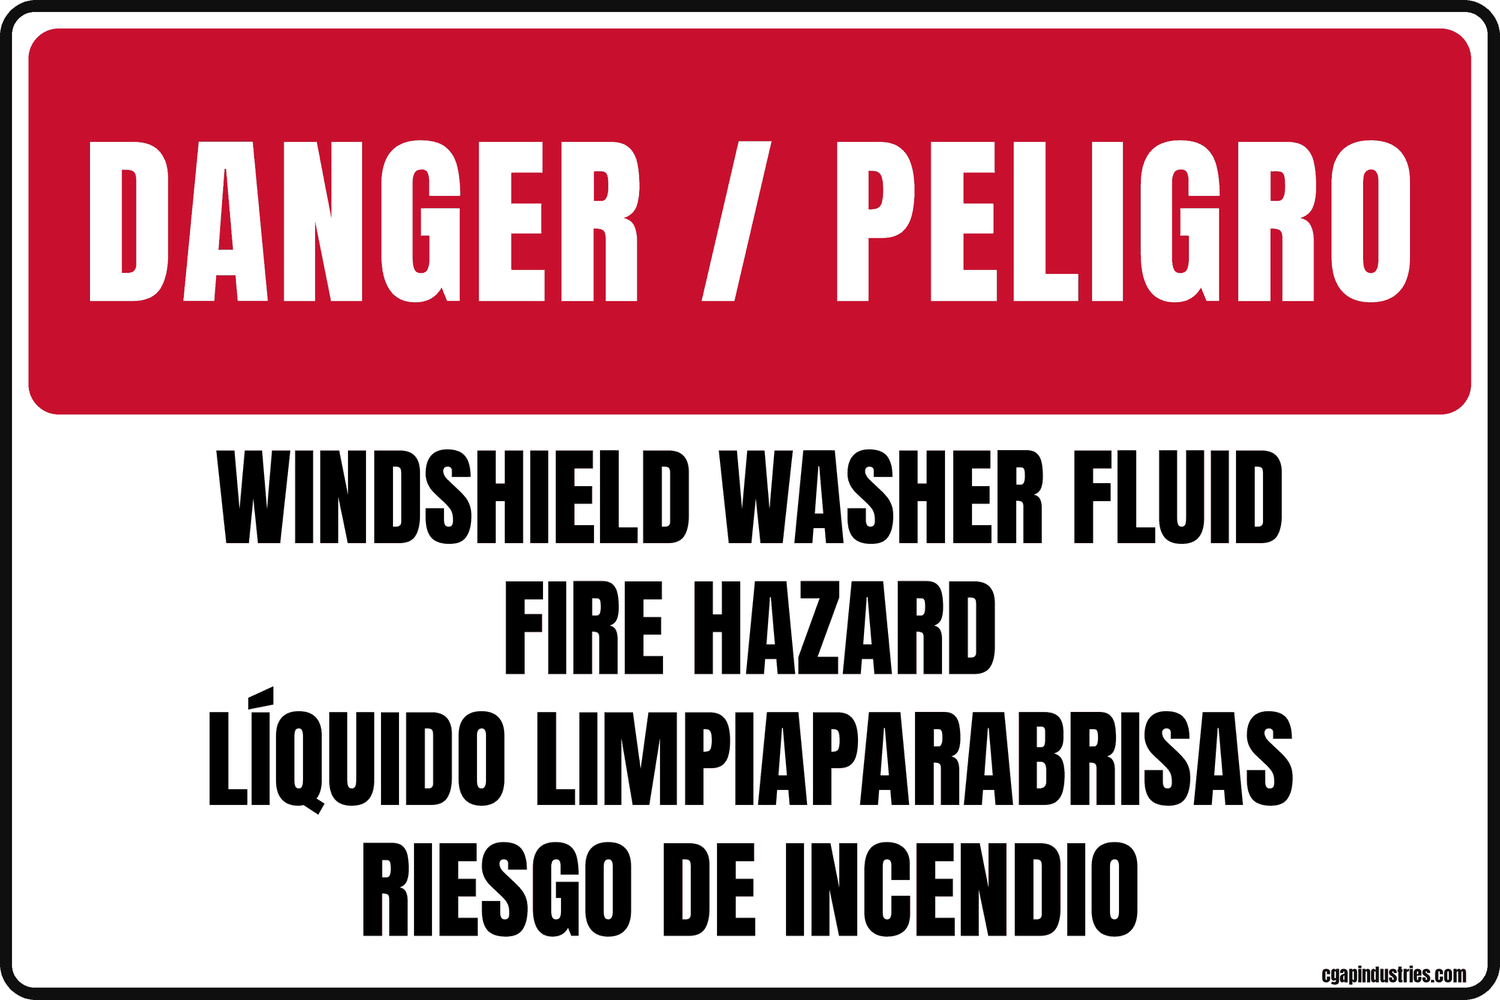 DANGER / PELIGRO
WINDSHIELD WASHER FLUID
FIRE HAZARD
LÍQUIDO LIMPIAPARABRISAS
RIESGO DE INCENDIO
cgapindustries.com